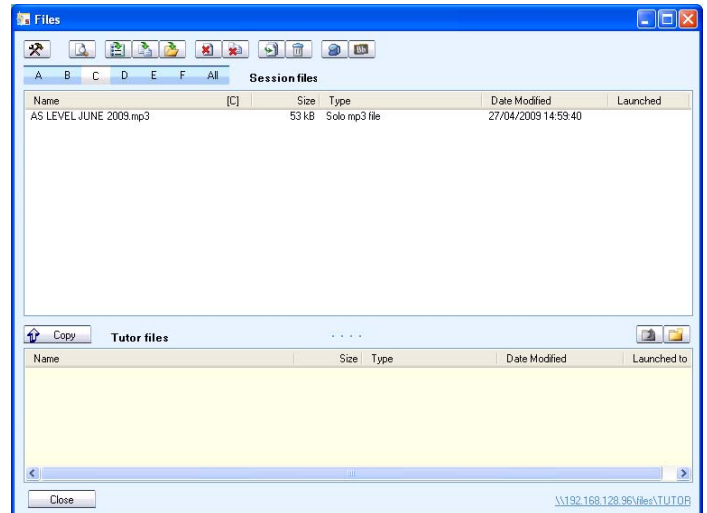 Files
A B C D E F All Session files
Name [C] Size Type Date Modified Launched
AS LEVEL JUNE 2009.mp3 53 kB Solo mp3 file 27/04/2009 14:59:40
Copy Tutor files
Name Size Type Date Modified Launched to
Close \\192.168.128.96\files\TUTOR